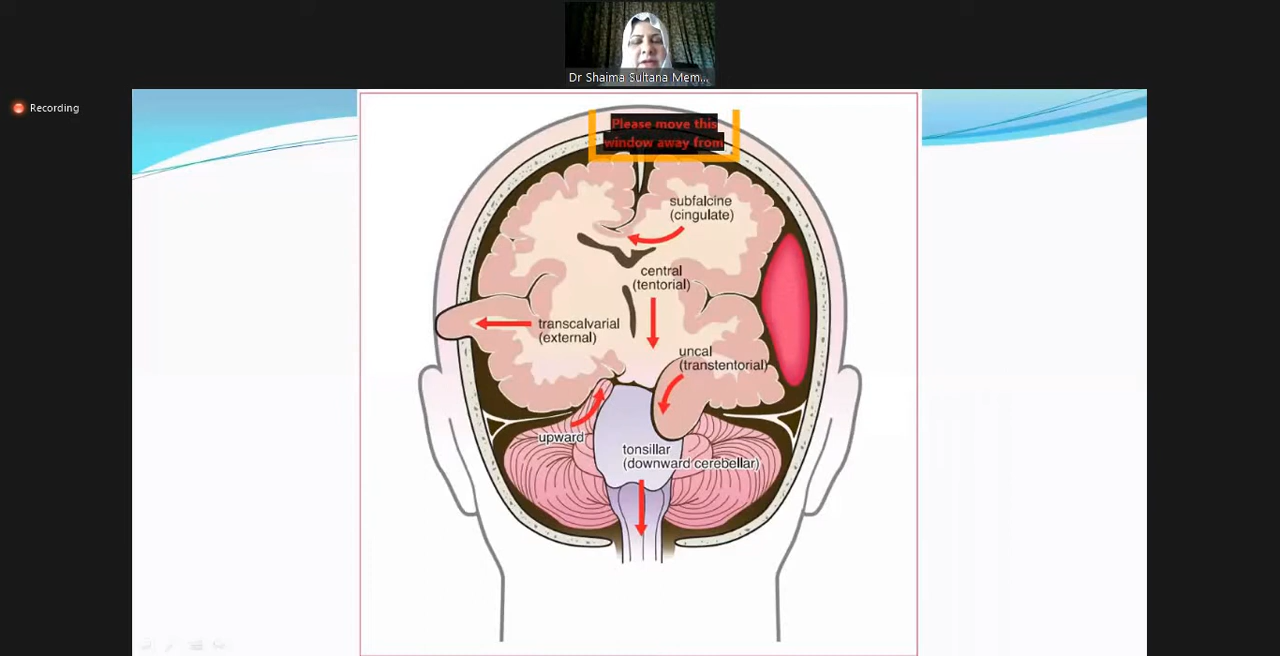 Dr Shaima Sultana Mem...
Recording
Please move this
window away from
subfalcine
(cingulate)
central
(tentorial)
transcalvarial
(external)
uncal
(transtentorial)
upward
tonsillar
(downward cerebellar)